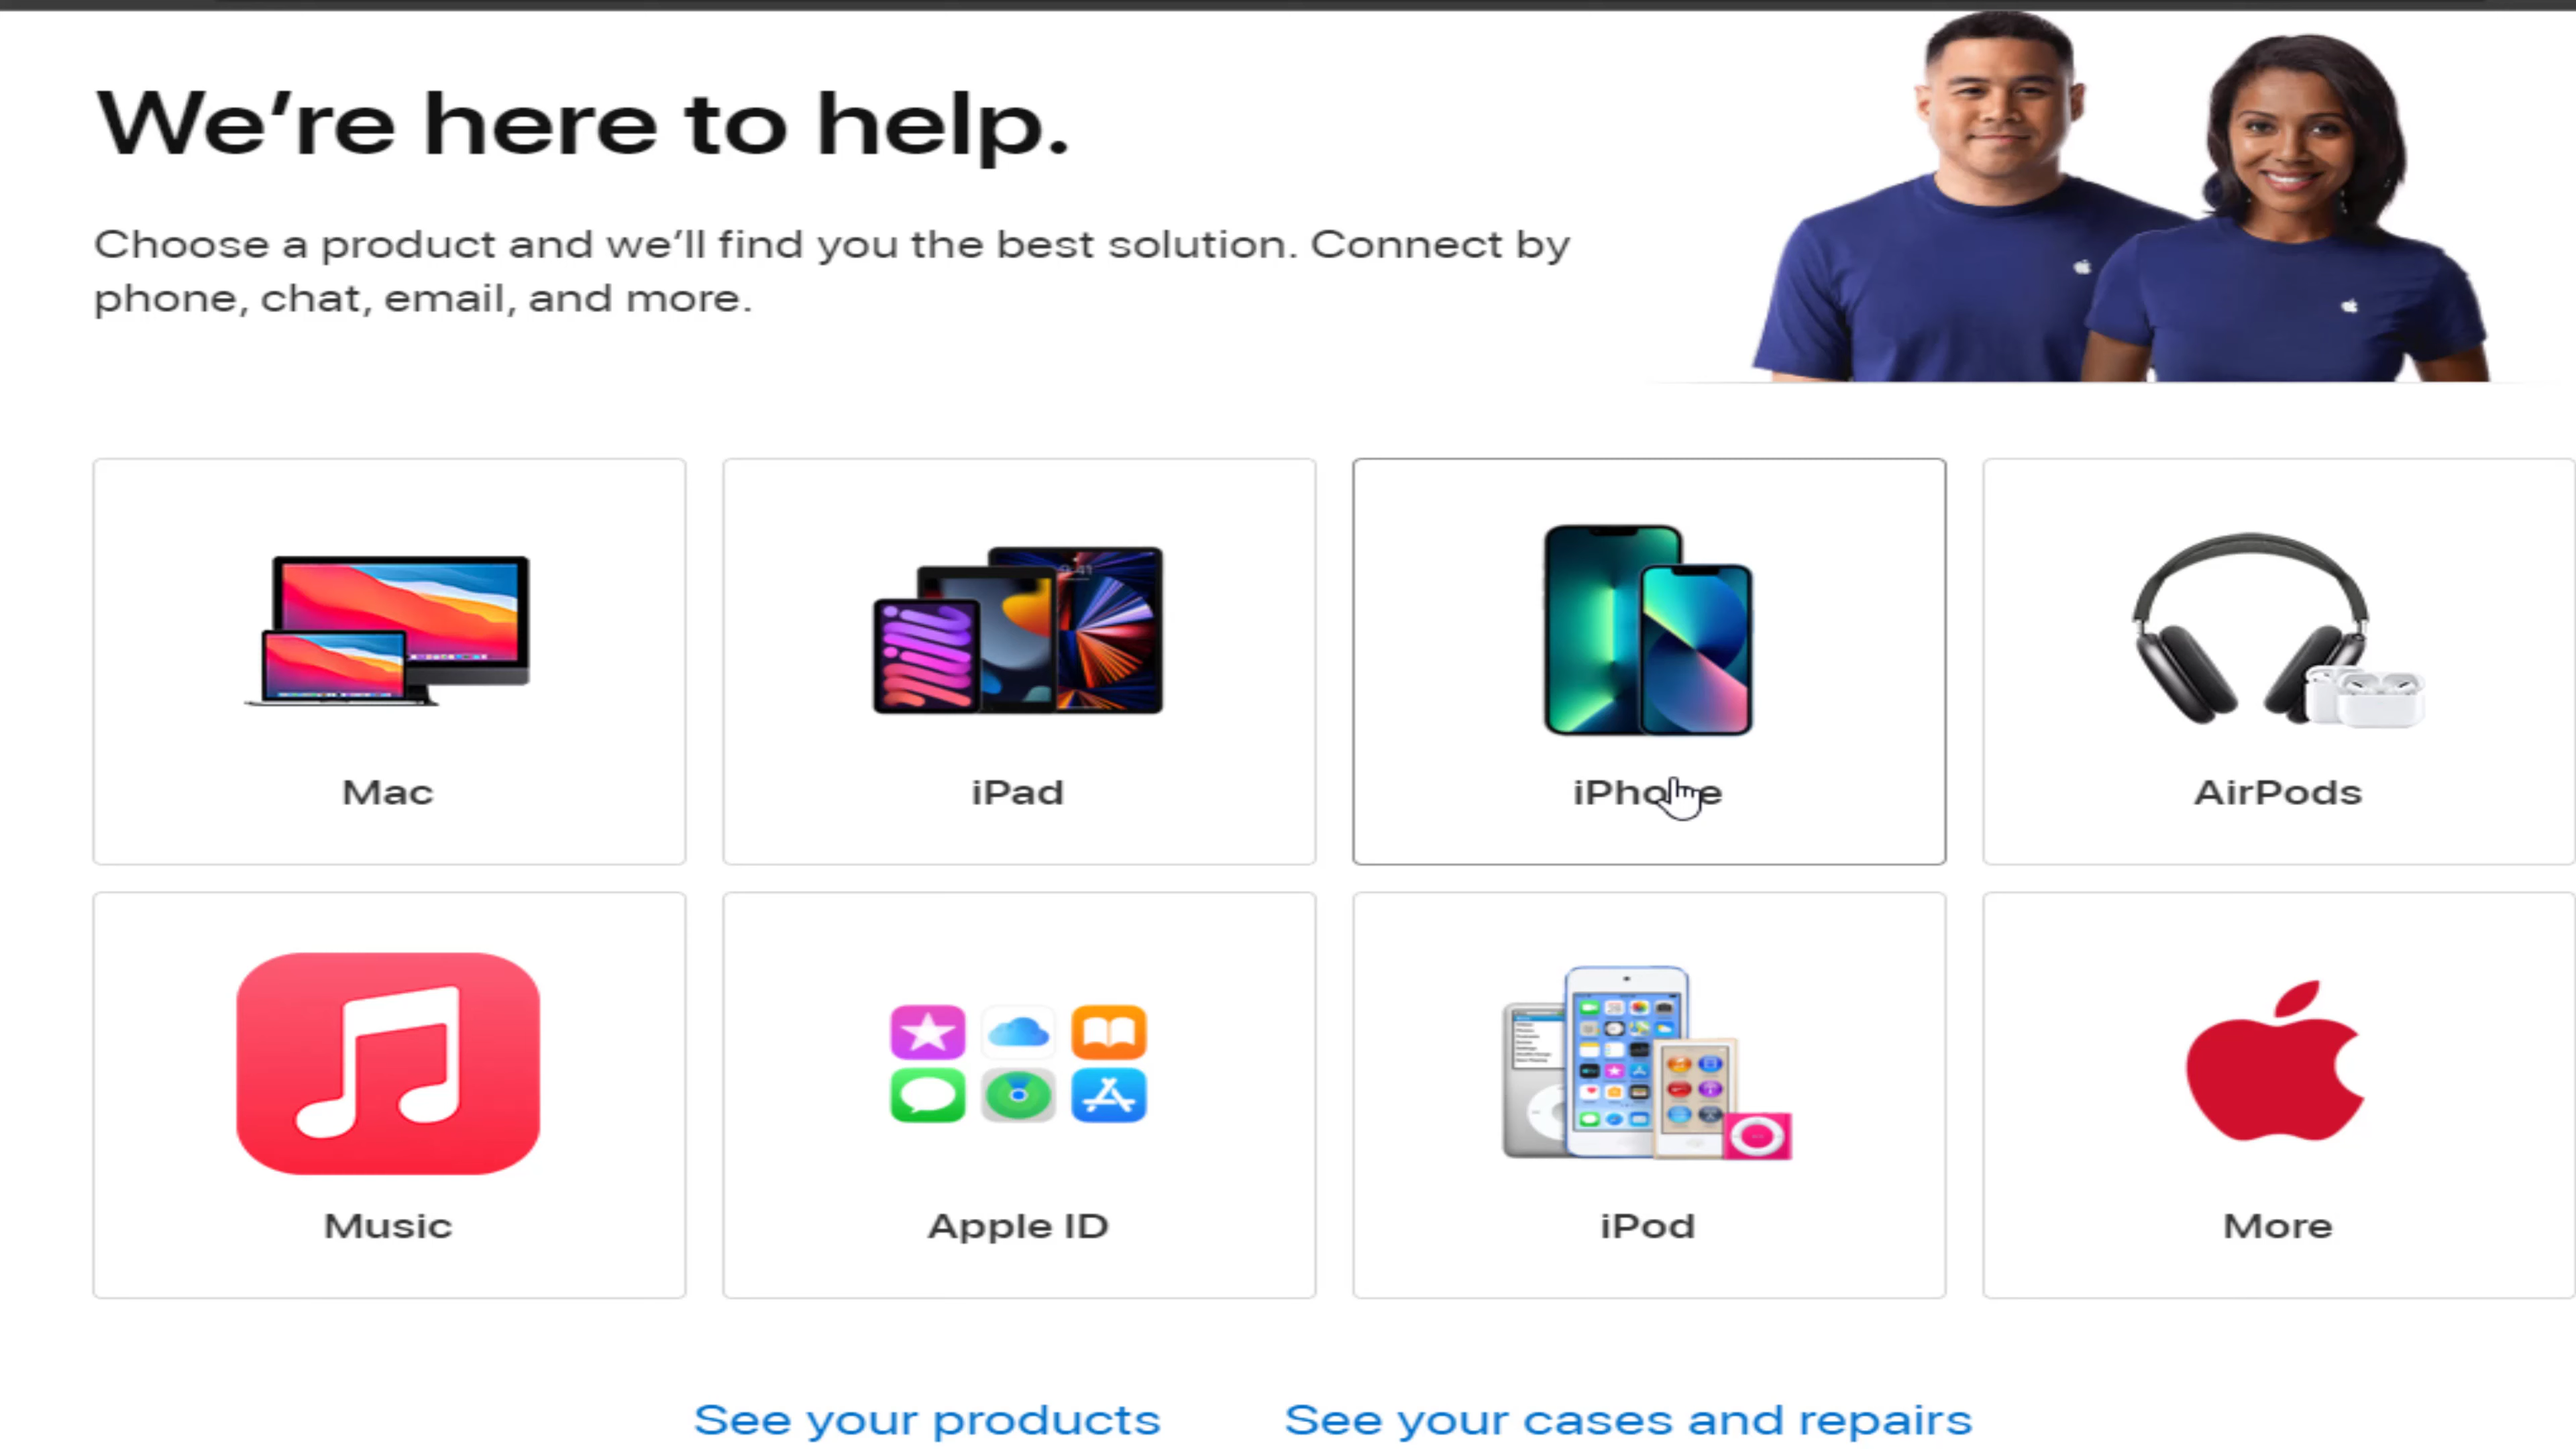 We're here to help.
Choose a product and we'll find you the best solution. Connect by
phone, chat, email, and more.
Mac
iPad
iPhone
AirPods
Music
Apple ID
iPod
More
See your products
See your cases and repairs